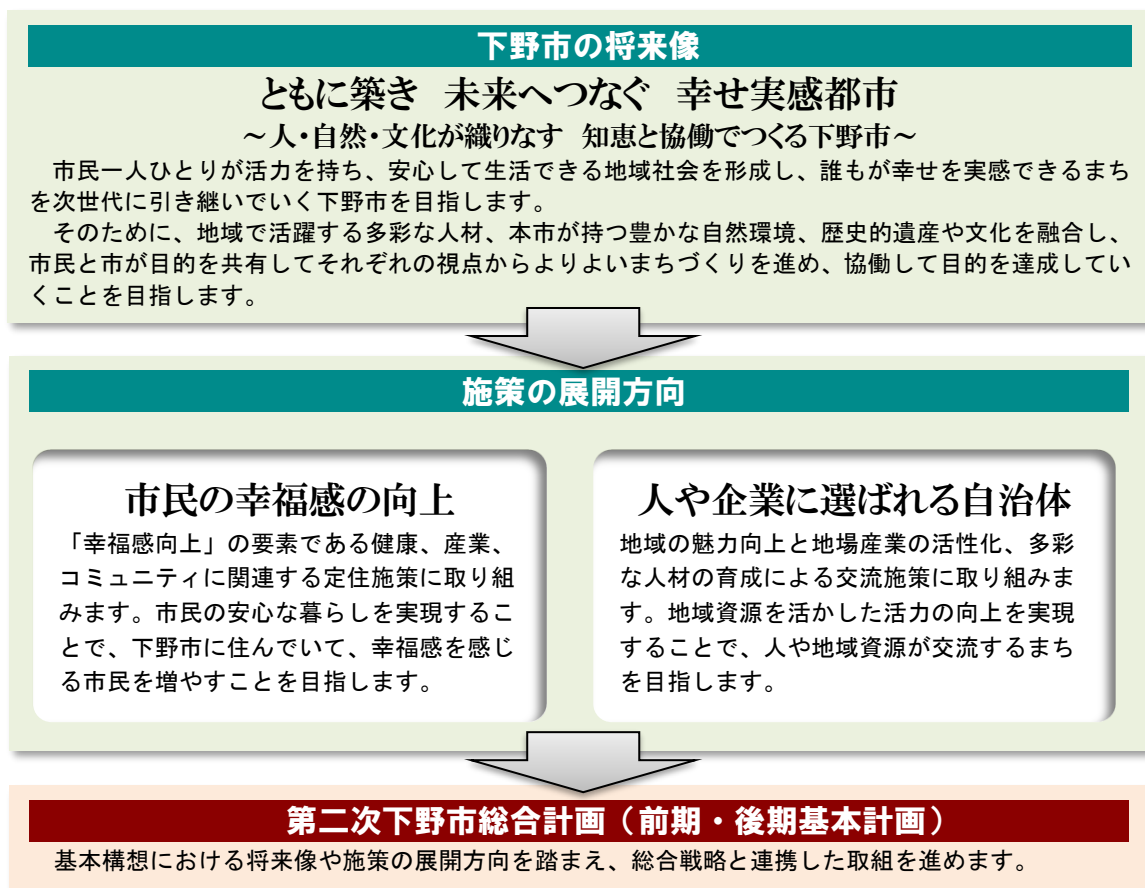 下野市の将来像
ともに築き 未来へつなぐ 幸せ実感都市
～人・自然・文化が織りなす 知恵と協働でつくる下野市～
市民一人ひとりが活力を持ち、安心して生活できる地域社会を形成し、誰もが幸せを実感できるまち
を次世代に引き継いでいく下野市を目指します。
そのために、地域で活躍する多彩な人材、本市が持つ豊かな自然環境、歴史的遺産や文化を融合し、
市民と市が目的を共有してそれぞれの視点からよりよいまちづくりを進め、協働して目的を達成してい
くことを目指します。
施策の展開方向
市民の幸福感の向上
「幸福感向上」の要素である健康、産業、
コミュニティに関連する定住施策に取り組
みます。市民の安心な暮らしを実現するこ
とで、下野市に住んでいて、幸福感を感じ
る市民を増やすことを目指します。
人や企業に選ばれる自治体
地域の魅力向上と地場産業の活性化、多彩
な人材の育成による交流施策に取り組みま
す。地域資源を活かした活力の向上を実現
することで、人や地域資源が交流するまち
を目指します。
第二次下野市総合計画（前期・後期基本計画）
基本構想における将来像や施策の展開方向を踏まえ、総合戦略と連携した取組を進めます。